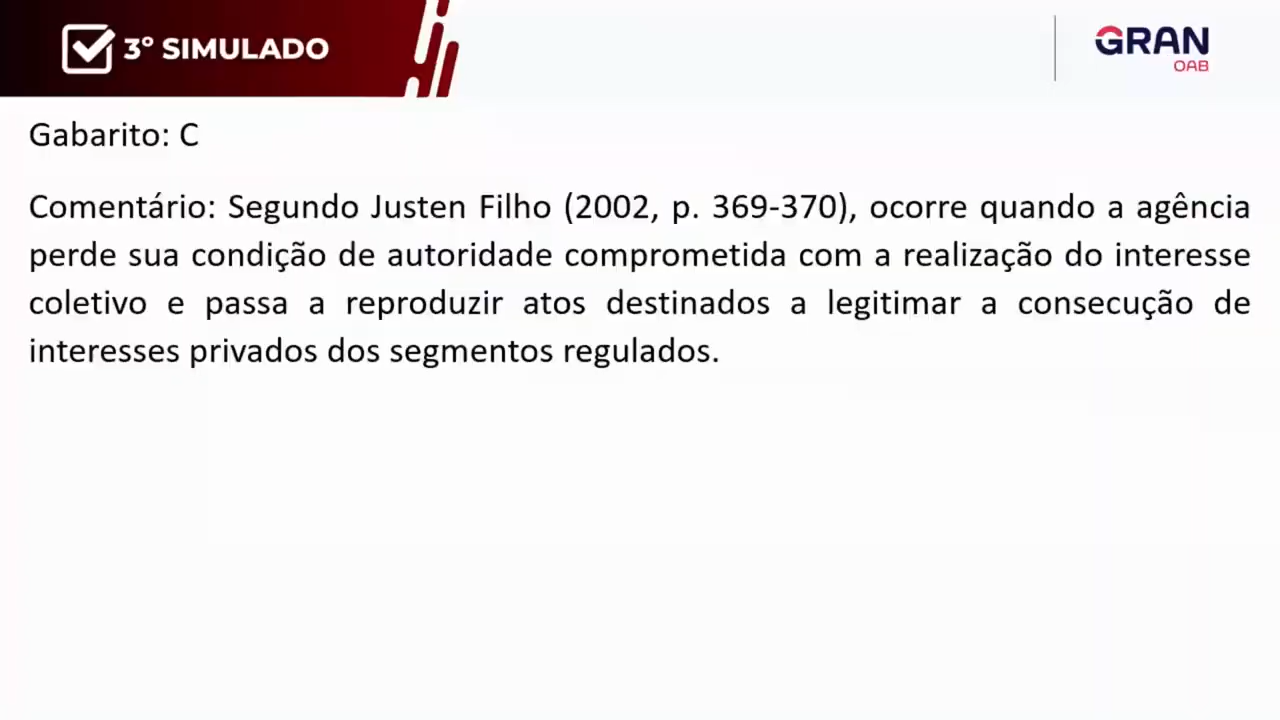 3º SIMULADO
GRAN
OAB
Gabarito: C
Comentário: Segundo Justen Filho (2002, p. 369-370), ocorre quando a agência
perde sua condição de autoridade comprometida com a realização do interesse
coletivo e passa a reproduzir atos destinados a legitimar a consecução de
interesses privados dos segmentos regulados.